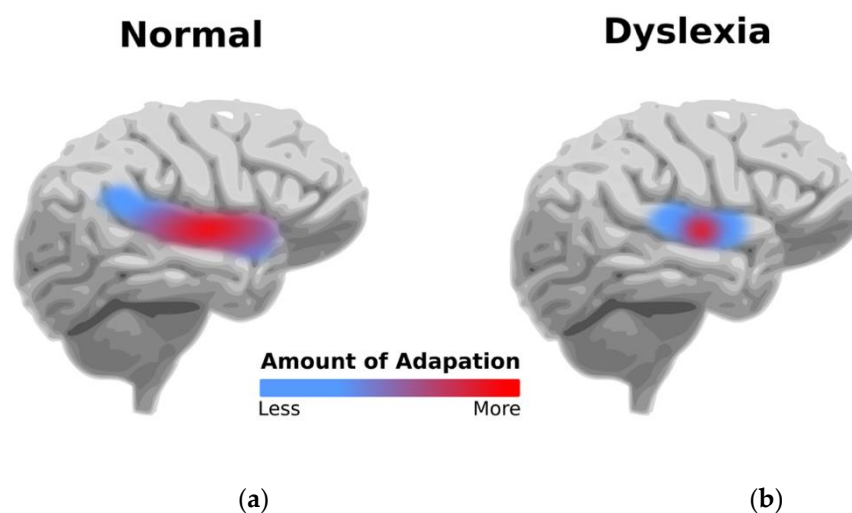 Normal
Dyslexia
Amount of Adapation
Less
More
(a)
(b)